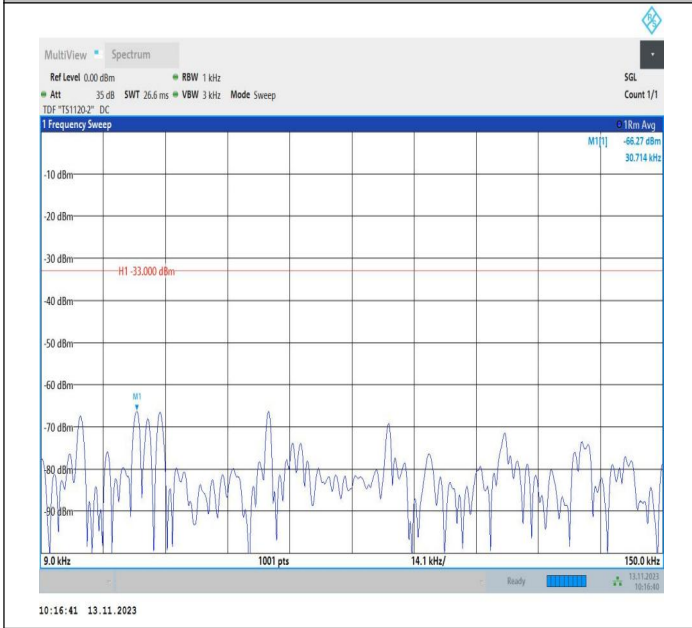 R&S
MultiView Spectrum
Ref Level 0.00 dBm RBW 1 kHz SGL
Att 35 dB SWT 26.6 ms VBW 3 kHz Mode Sweep Count 1/1
TDF "TS1120-2" DC
1 Frequency Sweep 1Rm Avg
M1[1] -66.27 dBm
30.714 kHz
-10 dBm
-20 dBm
-30 dBm
H1 -33.000 dBm
-40 dBm
-50 dBm
-60 dBm
M1
-70 dBm
-80 dBm
-90 dBm
9.0 kHz 1001 pts 14.1 kHz/ 150.0 kHz
Ready 13.11.2023
10:16:40
10:16:41 13.11.2023